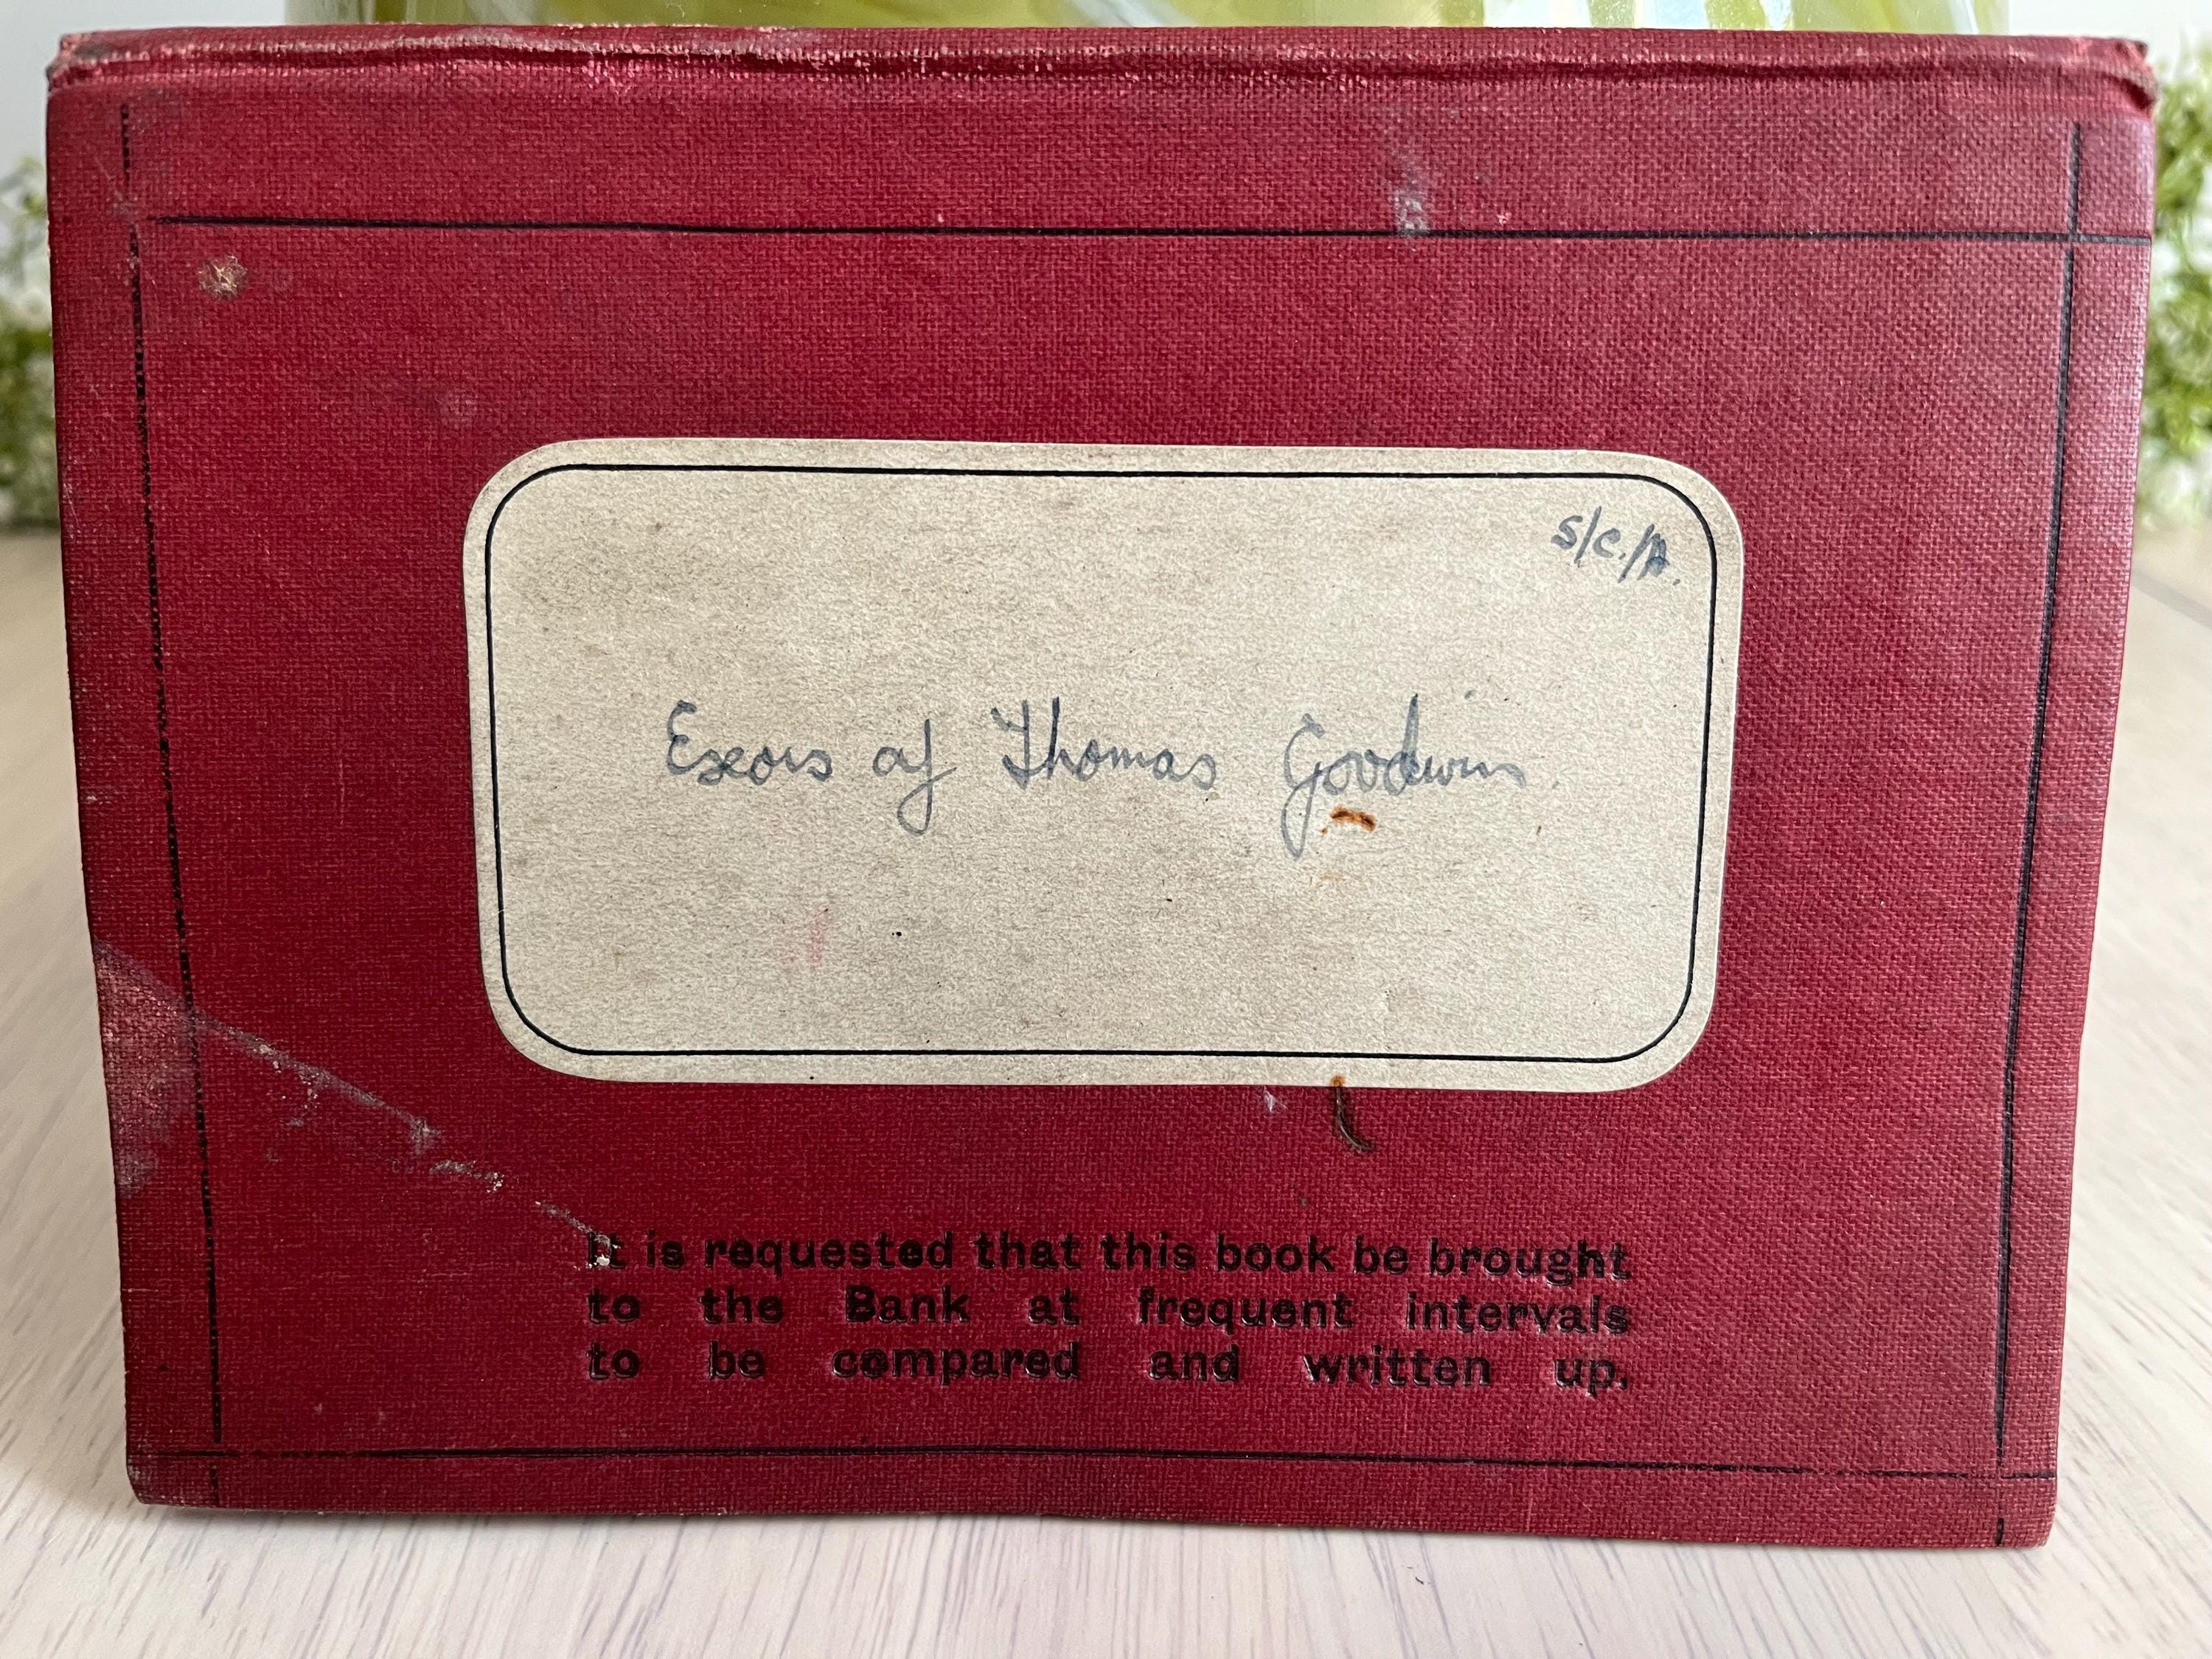 S/C./A.
Exors of Thomas Goodwin.
It is requested that this book be brought
to the Bank at frequent intervals
to be compared and written up.